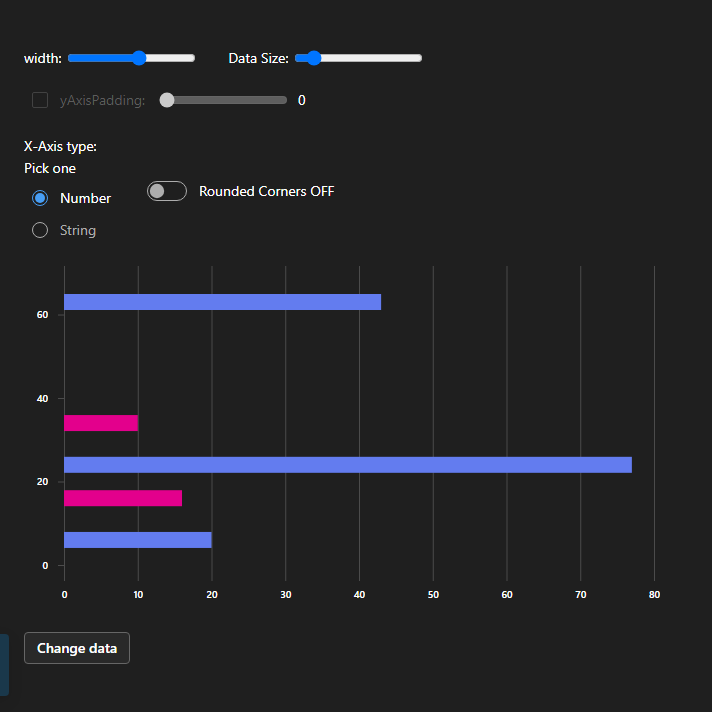 width: Data Size:
yAxisPadding: 0
X-Axis type:
Pick one
Number Rounded Corners OFF
String
60
40
20
0
0 10 20 30 40 50 60 70 80
Change data